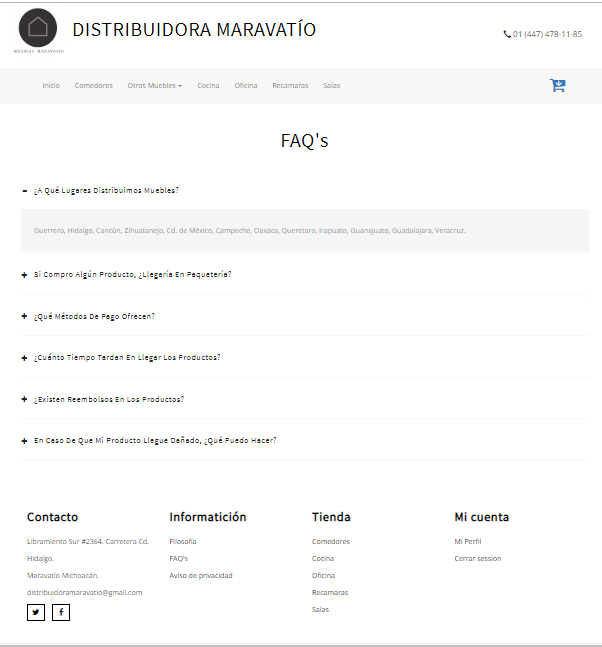 MUEBLES MARAVATIO
DISTRIBUIDORA MARAVATÍO
01 (447) 478-11-85
Inicio Comedores Otros Muebles Cocina Oficina Recamaras Salas
FAQ's
¿A Qué Lugares Distribuimos Muebles?
Guerrero, Hidalgo, Cancún, Zihuatanejo, Cd. de México, Campeche, Oaxaca, Queretaro, Irapuato, Guanajuato, Guadalajara, Veracruz.
Si Compro Algún Producto, ¿Llegaría En Paquetería?
¿Qué Métodos De Pago Ofrecen?
¿Cuánto Tiempo Tardan En Llegar Los Productos?
¿Existen Reembolsos En Los Productos?
En Caso De Que Mi Producto Llegue Dañado, ¿Qué Puedo Hacer?
Contacto
Libramiento Sur #2364. Carretera Cd.
Hidalgo.
Maravatío Michoacán.
distribuidoramaravatio@gmail.com
Informatición
Filosofía
FAQ's
Aviso de privacidad
Tienda
Comedores
Cocina
Oficina
Recamaras
Salas
Mi cuenta
Mi Perfil
Cerrar session